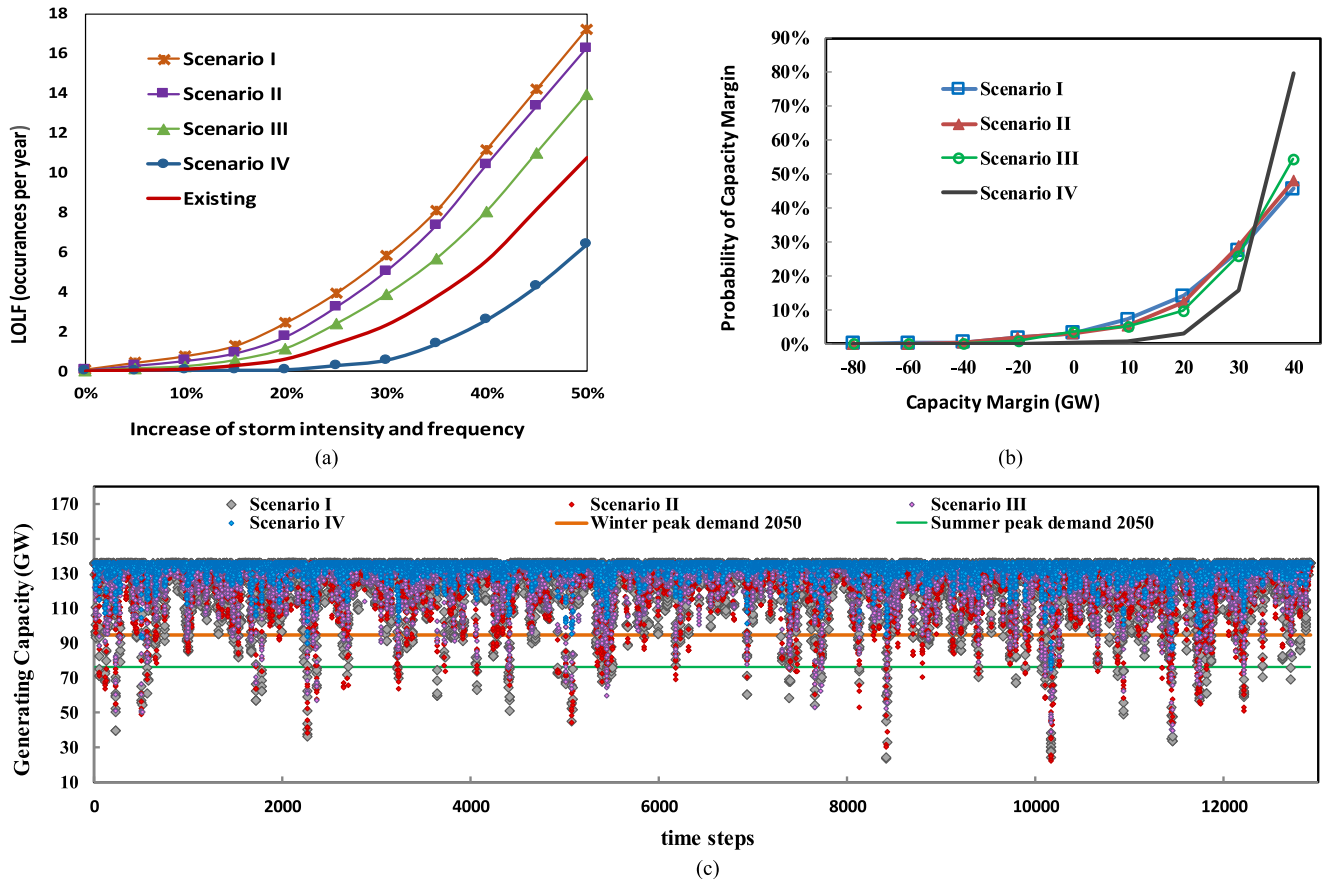 18
16
14
12
10
8
6
4
2
0
LOLF (occurances per year)
Scenario I
Scenario II
Scenario III
Scenario IV
Existing
0% 10% 20% 30% 40% 50%
Increase of storm intensity and frequency
(a)
90%
80%
70%
60%
50%
40%
30%
20%
10%
0%
Probability of Capacity Margin
Scenario I
Scenario II
Scenario III
Scenario IV
-80 -60 -40 -20 0 10 20 30 40
Capacity Margin (GW)
(b)
170
150
130
110
90
70
50
30
10
Generating Capacity (GW)
Scenario I Scenario II Scenario III
Scenario IV Winter peak demand 2050 Summer peak demand 2050
0 2000 4000 6000 8000 10000 12000
time steps
(c)